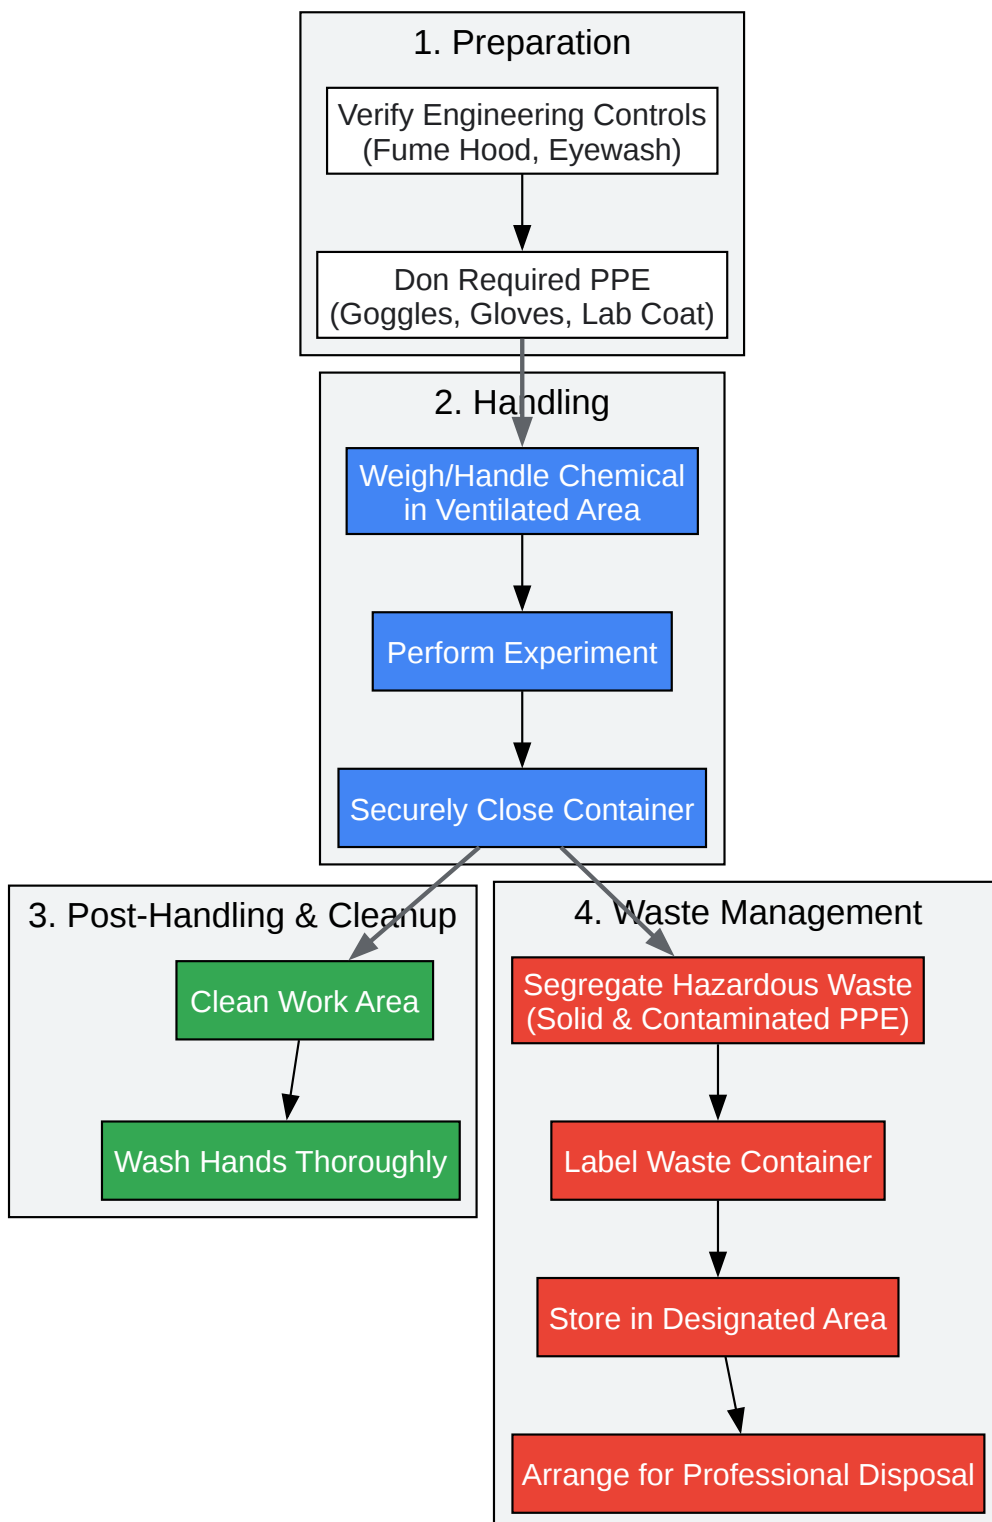 1. Preparation
Verify Engineering Controls
(Fume Hood, Eyewash)
Don Required PPE
(Goggles, Gloves, Lab Coat)
2. Handling
Weigh/Handle Chemical
in Ventilated Area
Perform Experiment
Securely Close Container
3. Post-Handling & Cleanup
Clean Work Area
Wash Hands Thoroughly
4. Waste Management
Segregate Hazardous Waste
(Solid & Contaminated PPE)
Label Waste Container
Store in Designated Area
Arrange for Professional Disposal